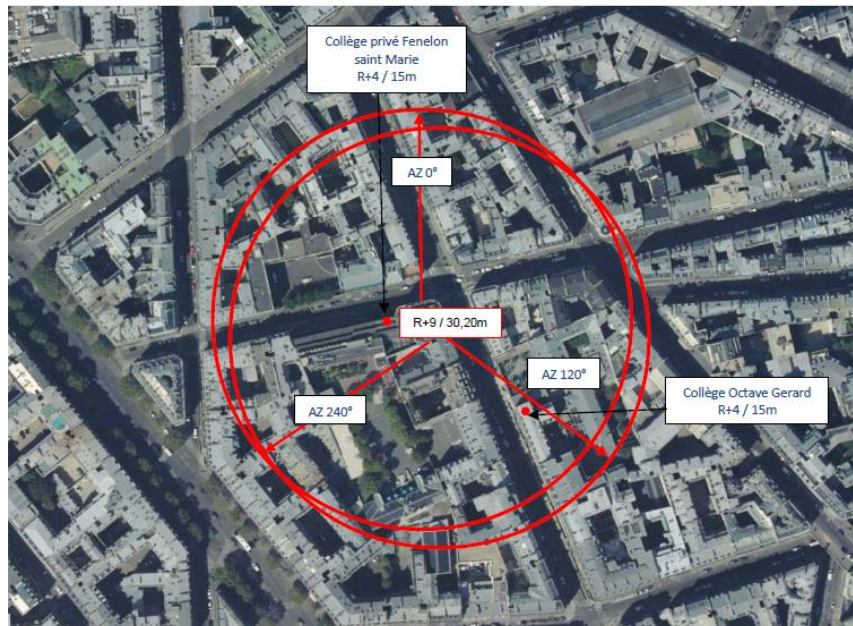 Collège privé Fenelon
saint Marie
R+4 / 15m
AZ 0°
R+9 / 30,20m
AZ 120°
AZ 240°
Collège Octave Gerard
R+4 / 15m